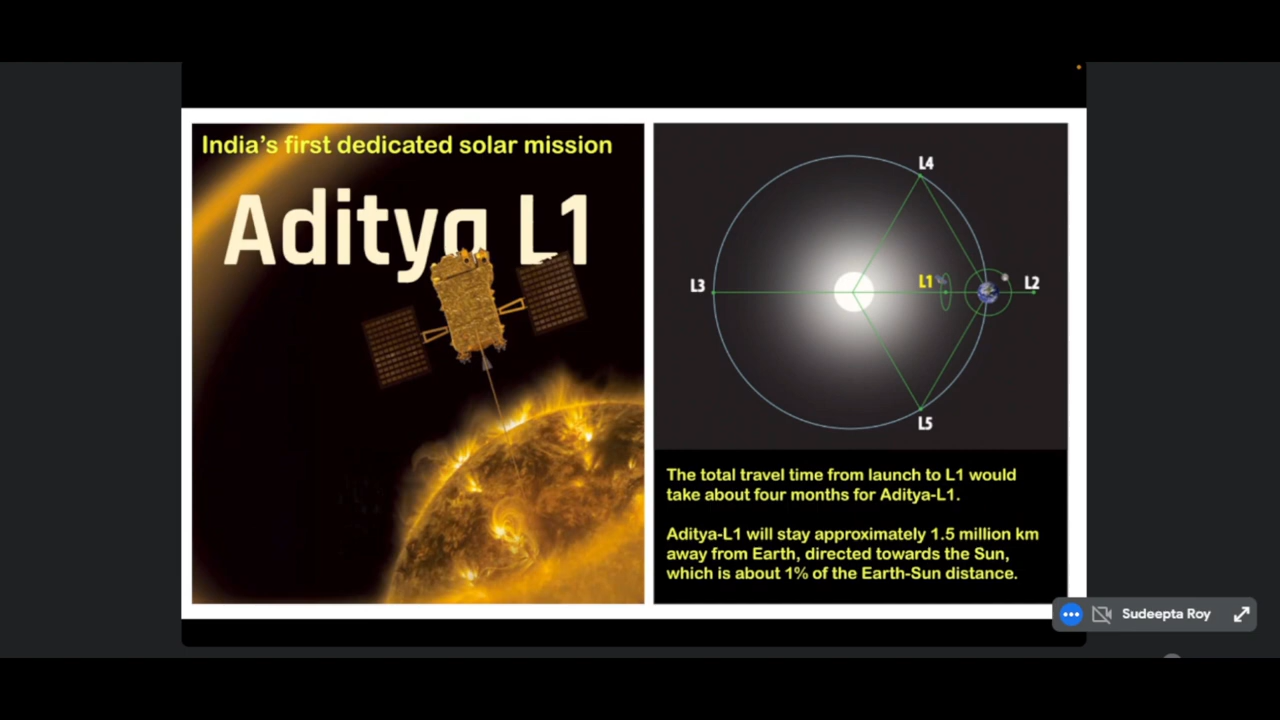 India's first dedicated solar mission
Aditya L1
L4
L3
L1
L2
L5
The total travel time from launch to L1 would
take about four months for Aditya-L1.
Aditya-L1 will stay approximately 1.5 million km
away from Earth, directed towards the Sun,
which is about 1% of the Earth-Sun distance.
Sudeepta Roy